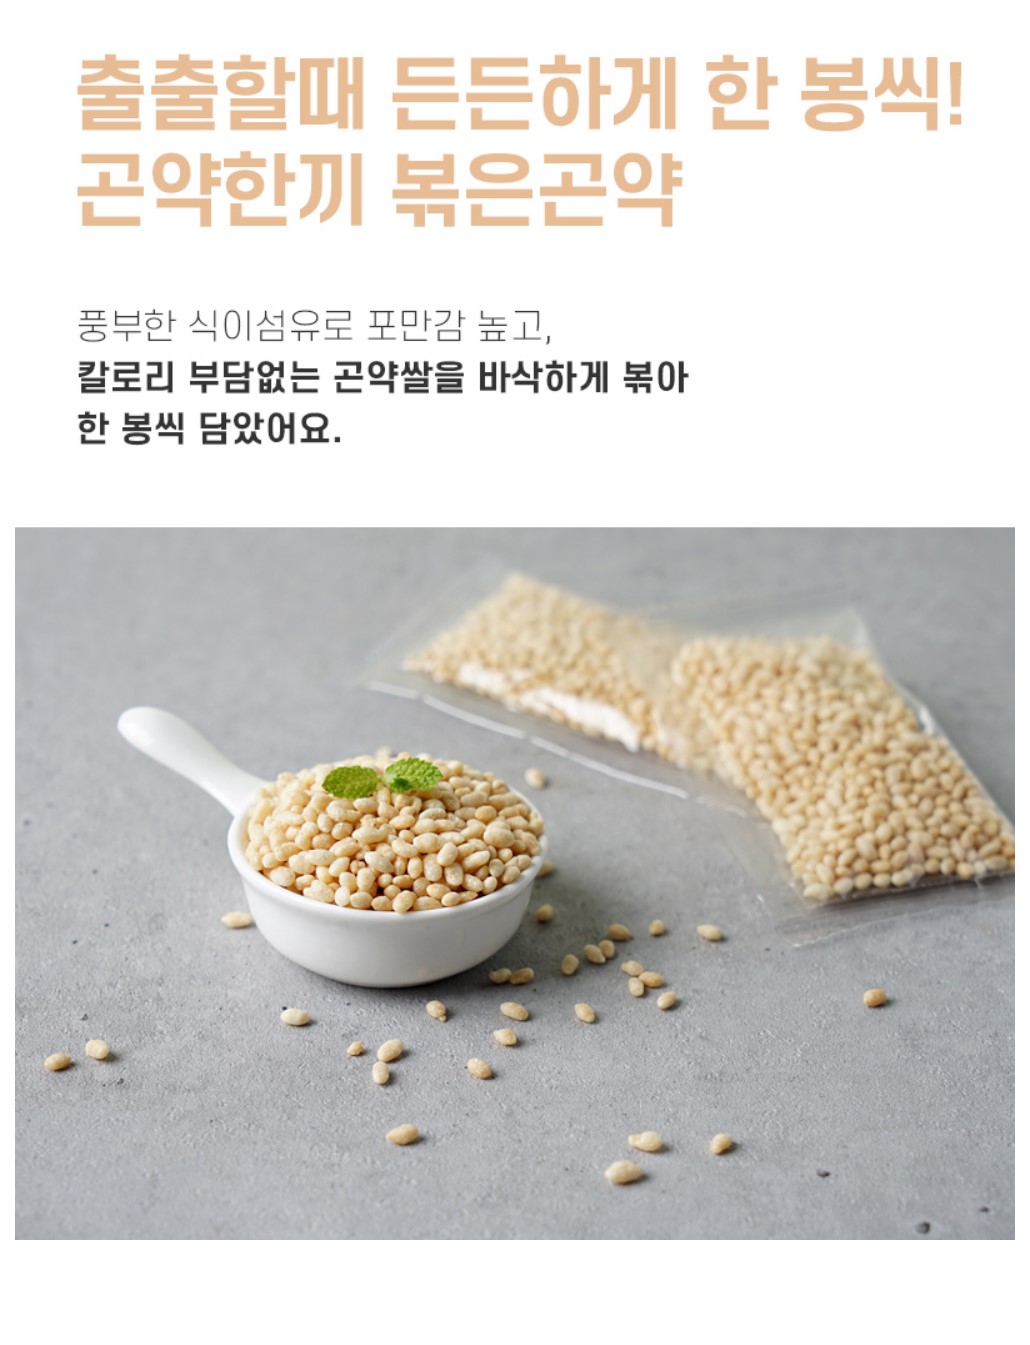 출출할때 든든하게 한 봉씩!
곤약한끼 볶은곤약
풍부한 식이섬유로 포만감 높고,
칼로리 부담없는 곤약쌀을 바삭하게 볶아
한 봉씩 담았어요.